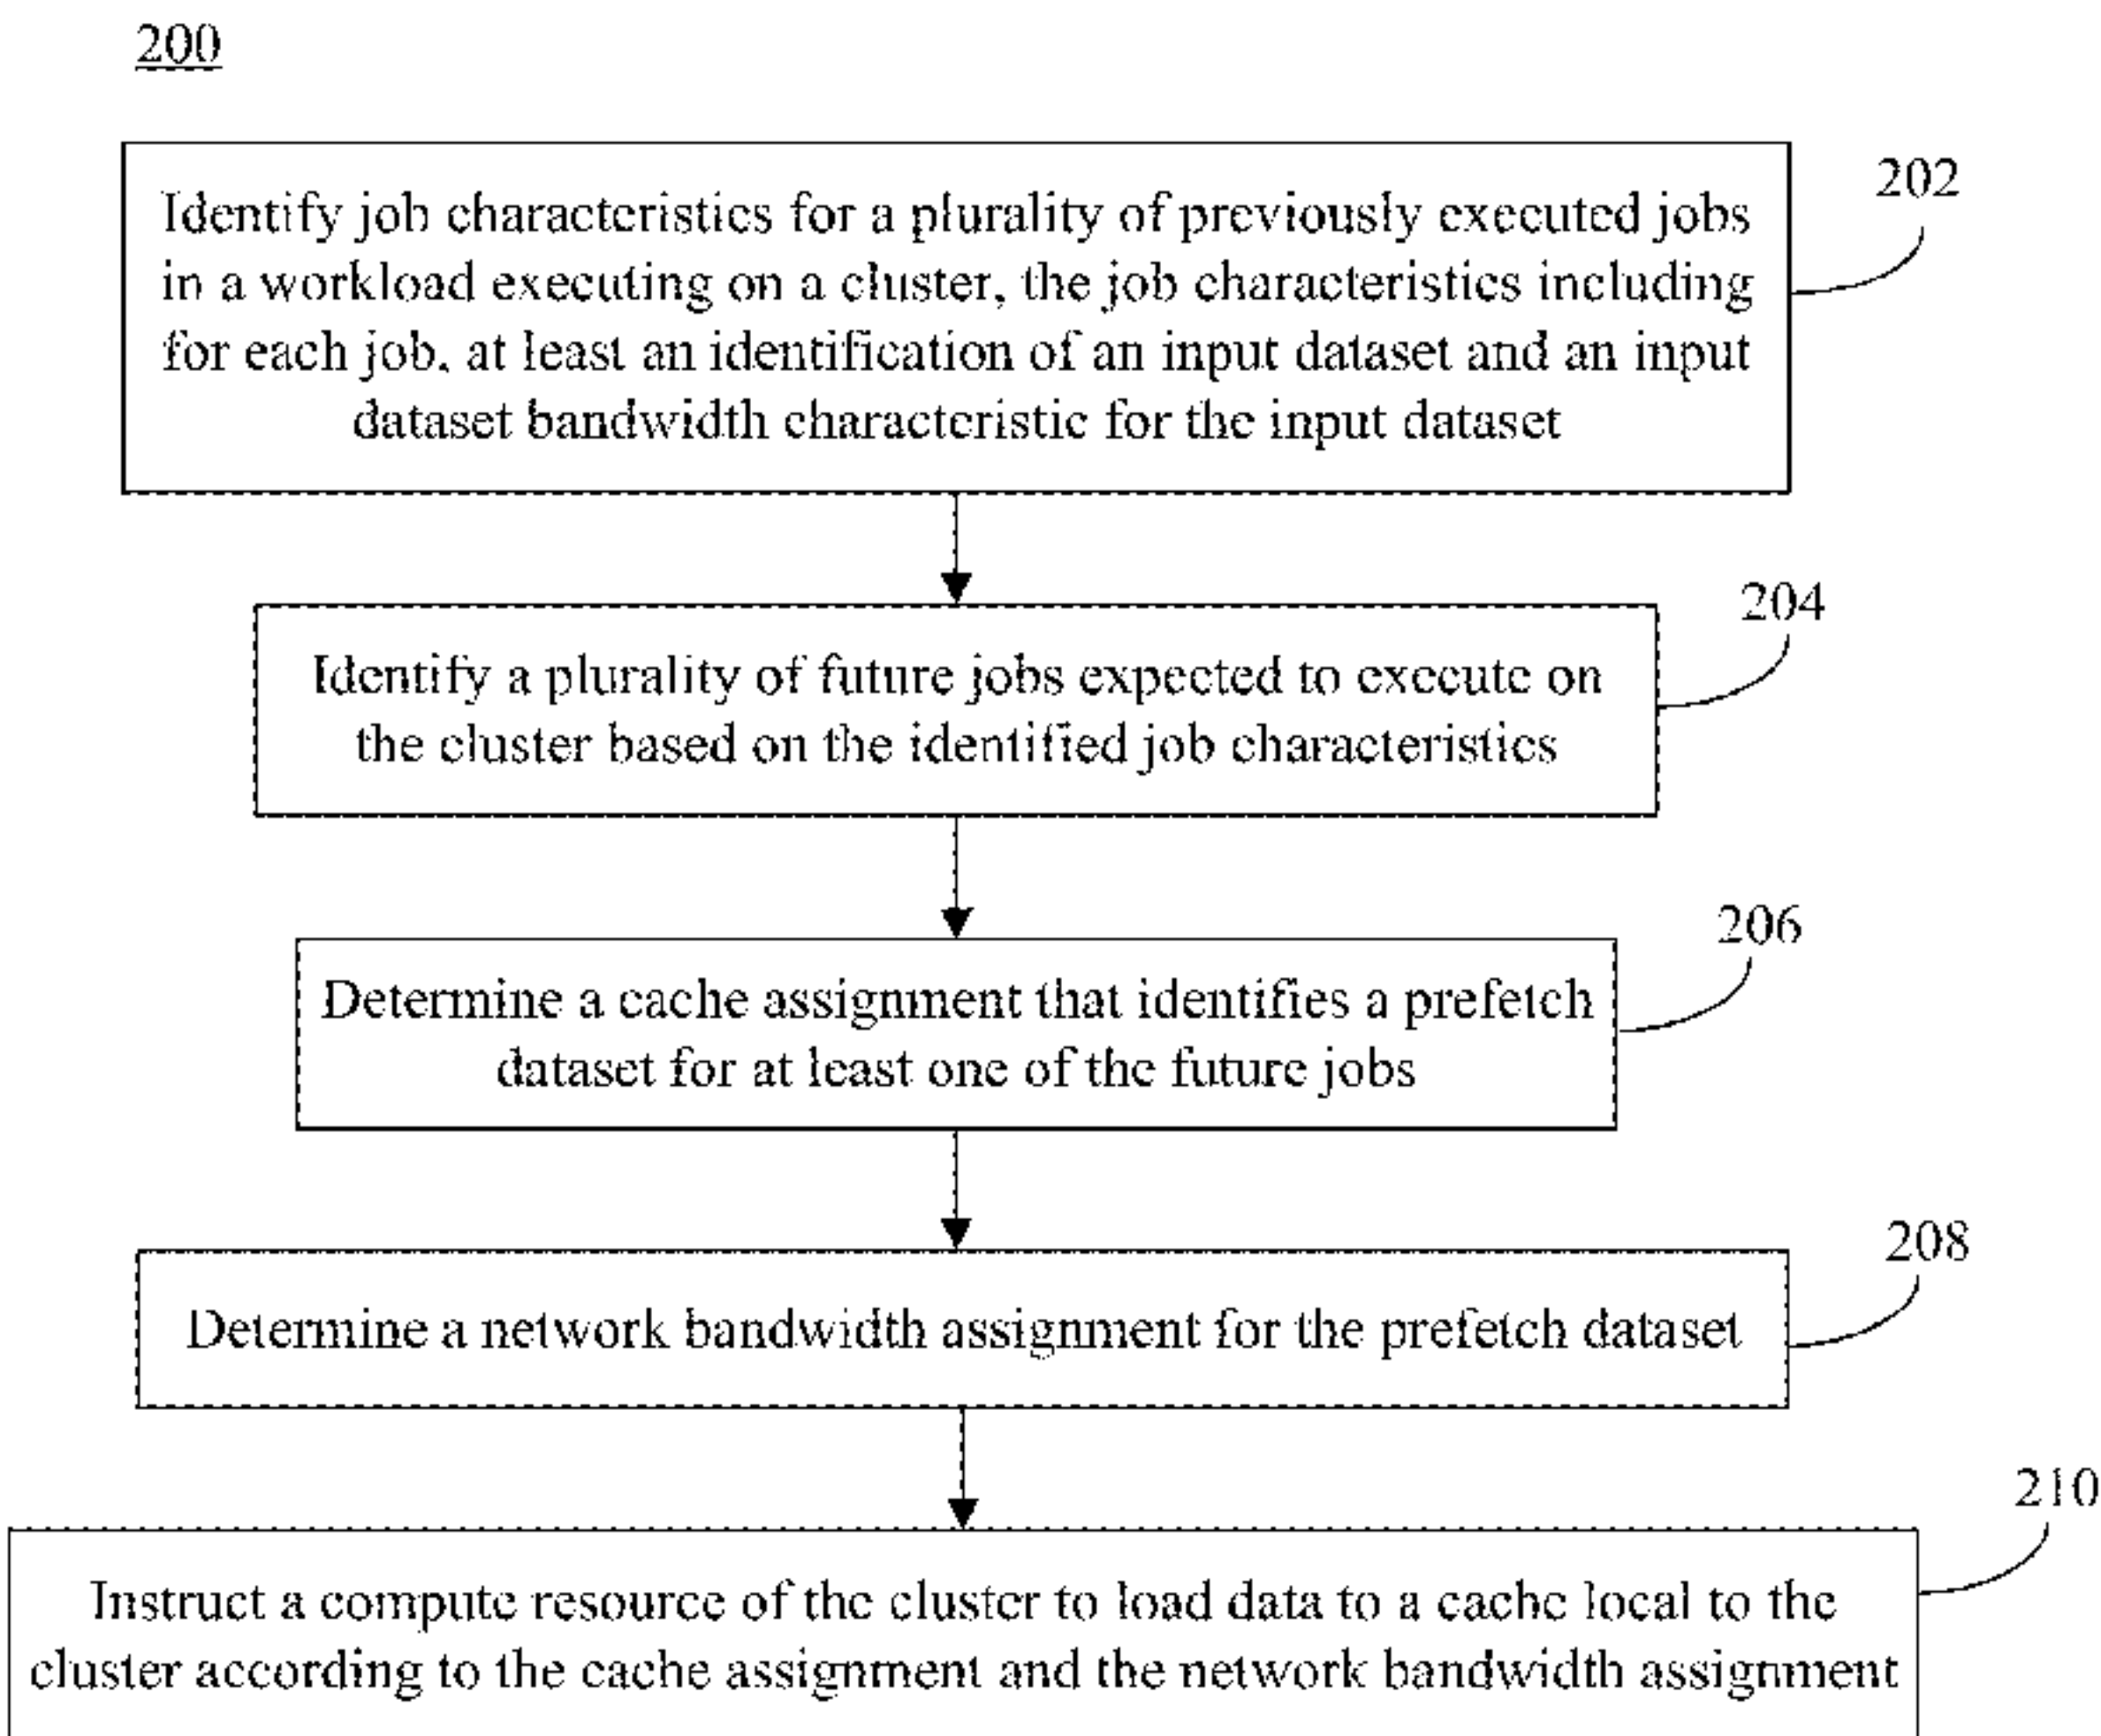 200
202
Identify job characteristics for a plurality of previously executed jobs
in a workload executing on a cluster, the job characteristics including
for each job, at least an identification of an input dataset and an input
dataset bandwidth characteristic for the input dataset
204
Identify a plurality of future jobs expected to execute on
the cluster based on the identified job characteristics
206
Determine a cache assignment that identifies a prefetch
dataset for at least one of the future jobs
208
Determine a network bandwidth assignment for the prefetch dataset
210
Instruct a compute resource of the cluster to load data to a cache local to the
cluster according to the cache assignment and the network bandwidth assignment